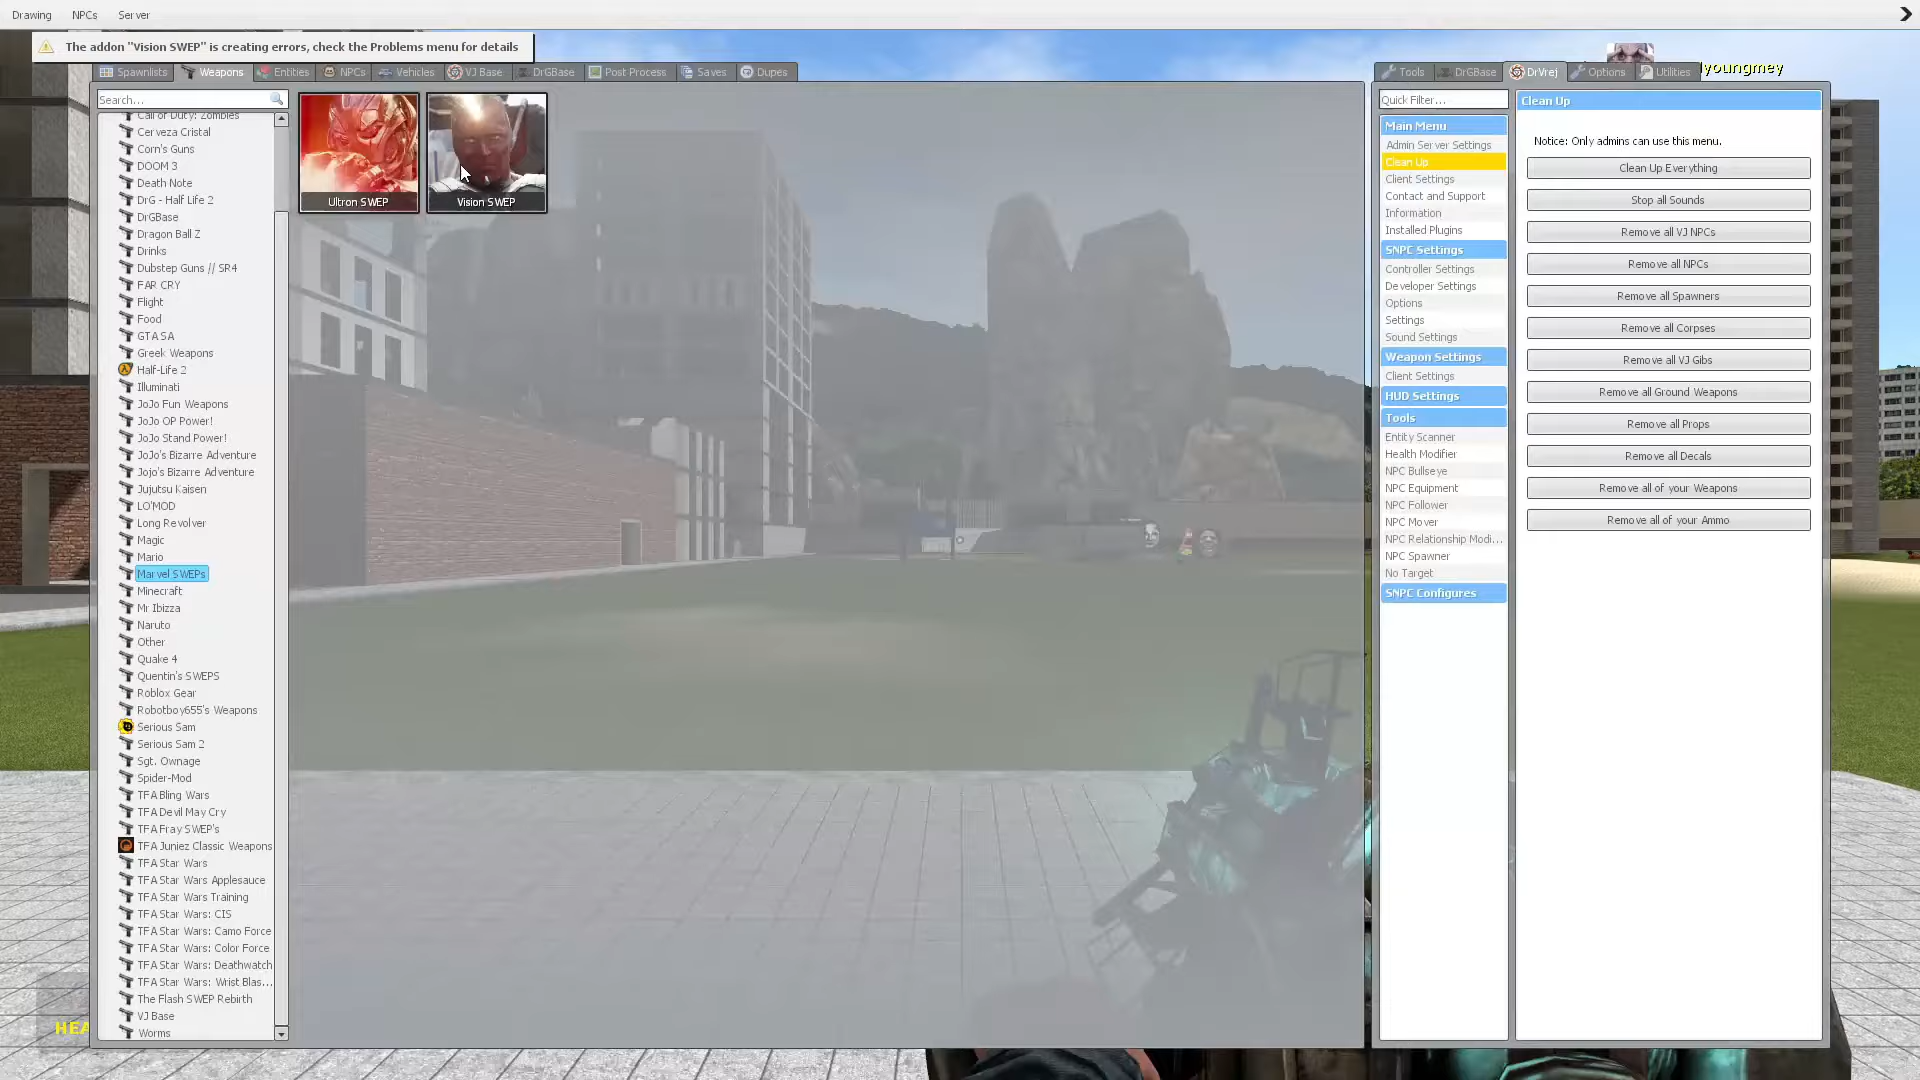 Drawing NPCs Server
The addon "Vision SWEP" is creating errors, check the Problems menu for details
Spawnlists Weapons Entities NPCs Vehicles VJ Base DrGBase Post Process Saves Dupes
Search...
Call of Duty: Zombies
Cerveza Cristal
Corn's Guns
DOOM 3
Death Note
DrG - Half Life 2
DrGBase
Dragon Ball Z
Drinks
Dubstep Guns // SR4
FAR CRY
Flight
Food
GTA SA
Greek Weapons
Half-Life 2
Illuminati
JoJo Fun Weapons
JoJo OP Power!
JoJo Stand Power!
JoJo's Bizarre Adventure
Jojo's Bizarre Adventure
Jujutsu Kaisen
LO'MOD
Long Revolver
Magic
Mario
Marvel SWEPs
Minecraft
Mr Ibizza
Naruto
Other
Quake 4
Quentin's SWEPS
Roblox Gear
Robotboy655's Weapons
Serious Sam
Serious Sam 2
Sgt. Ownage
Spider-Mod
TFA Bling Wars
TFA Devil May Cry
TFA Fray SWEP's
TFA Juniez Classic Weapons
TFA Star Wars
TFA Star Wars Applesauce
TFA Star Wars Training
TFA Star Wars: CIS
TFA Star Wars: Camo Force
TFA Star Wars: Color Force
TFA Star Wars: Deathwatch
TFA Star Wars: Wrist Blas...
The Flash SWEP Rebirth
VJ Base
Worms
HEA
Ultron SWEP
Vision SWEP
Tools DrGBase DrVrej Options Utilities
youngmey
Quick Filter...
Main Menu
Admin Server Settings
Clean Up
Client Settings
Contact and Support
Information
Installed Plugins
SNPC Settings
Controller Settings
Developer Settings
Options
Settings
Sound Settings
Weapon Settings
Client Settings
HUD Settings
Tools
Entity Scanner
Health Modifier
NPC Bullseye
NPC Equipment
NPC Follower
NPC Mover
NPC Relationship Modi...
NPC Spawner
No Target
SNPC Configures
Clean Up
Notice: Only admins can use this menu.
Clean Up Everything
Stop all Sounds
Remove all VJ NPCs
Remove all NPCs
Remove all Spawners
Remove all Corpses
Remove all VJ Gibs
Remove all Ground Weapons
Remove all Props
Remove all Decals
Remove all of your Weapons
Remove all of your Ammo